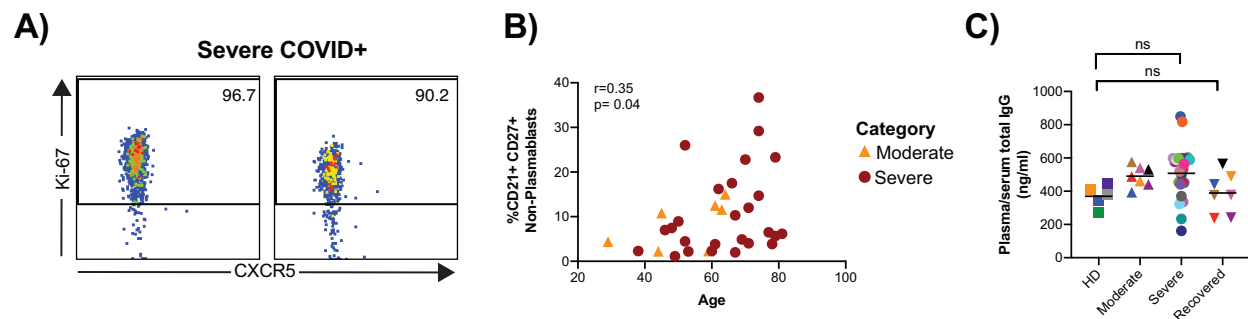 A)
Severe COVID+
96.7
90.2
Ki-67
CXCR5
B)
r=0.35
p= 0.04
%CD21+ CD27+
Non-Plasmablasts
40
30
20
10
0
20
40
60
80
100
Age
Category
Moderate
Severe
C)
ns
ns
Plasma/serum total IgG
(ng/ml)
1000
800
600
400
200
0
HD
Moderate
Severe
Recovered